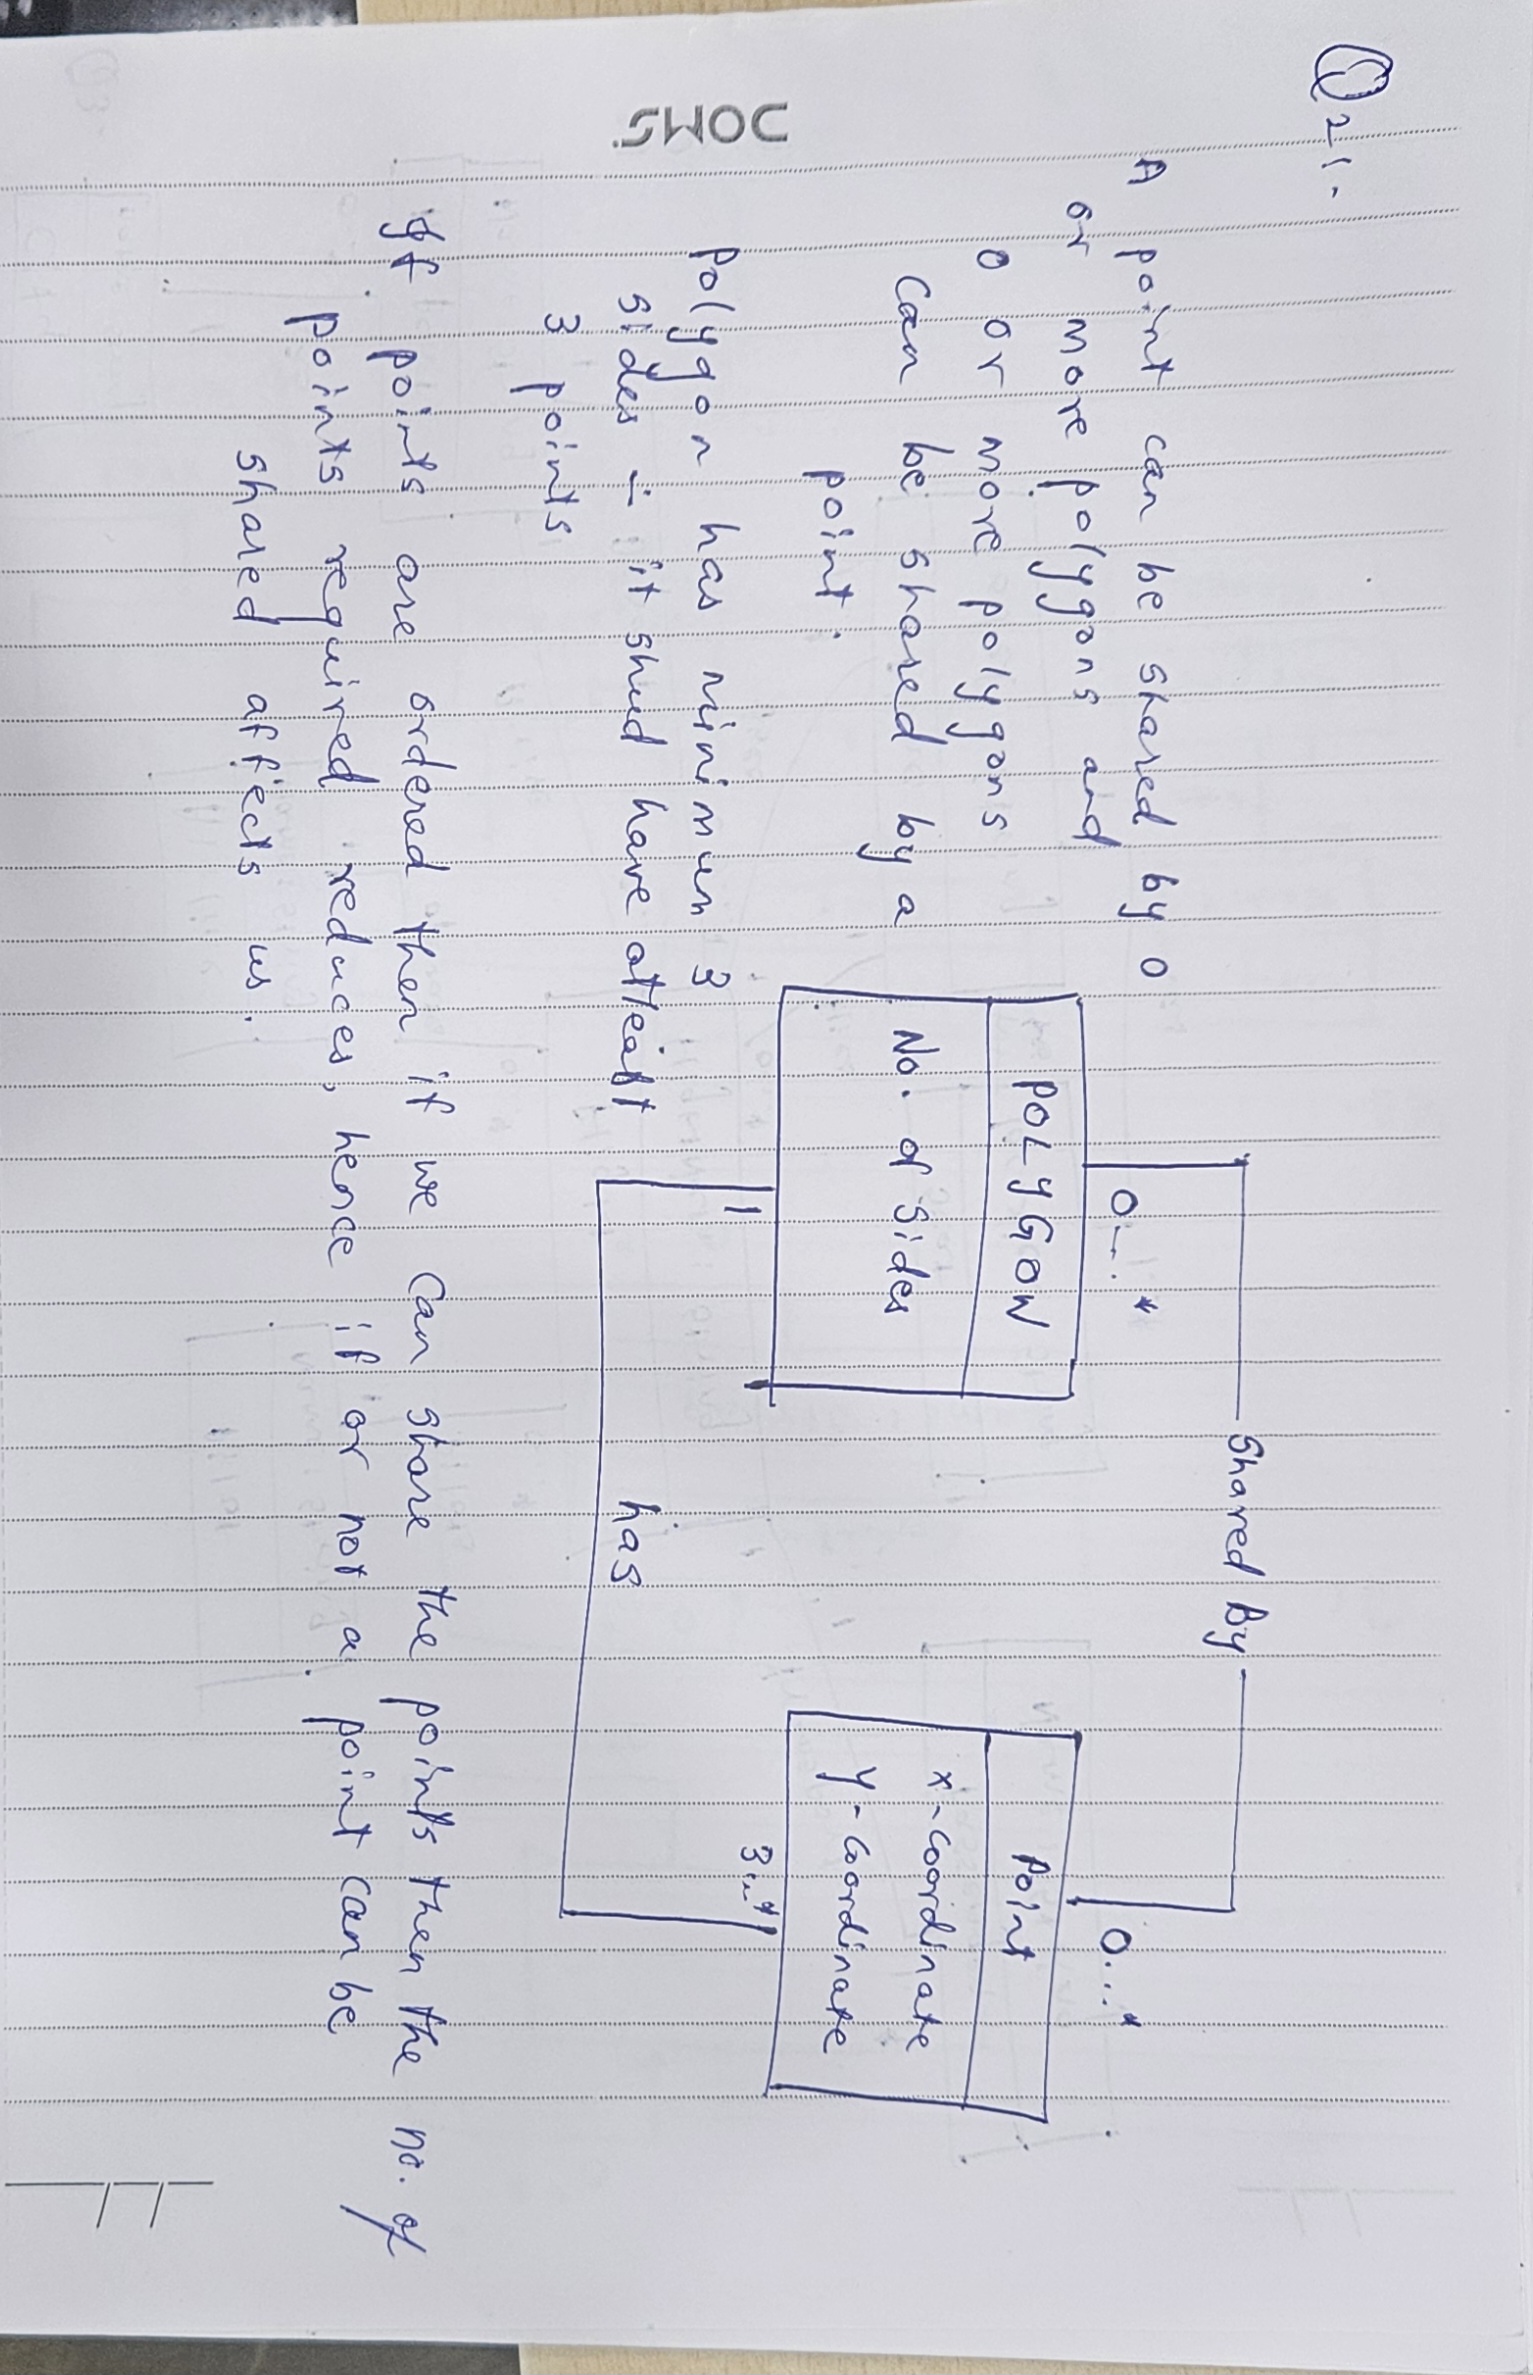 DOMS
Q21.
A point can be shared by 0
or more polygons and
0 or more polygons
can be shared by a
point.
polygon has minimum 3
sides ∴ it shud have atleast
3 points
Shared By
0...*
0...*
POLYGON
No. of Sides
Point
x-coordinate
y-coordinate
1
3..*
has
If points are ordered then if we can share the points then the no. of
points required reduces, hence if or not a point can be
shared affects us.